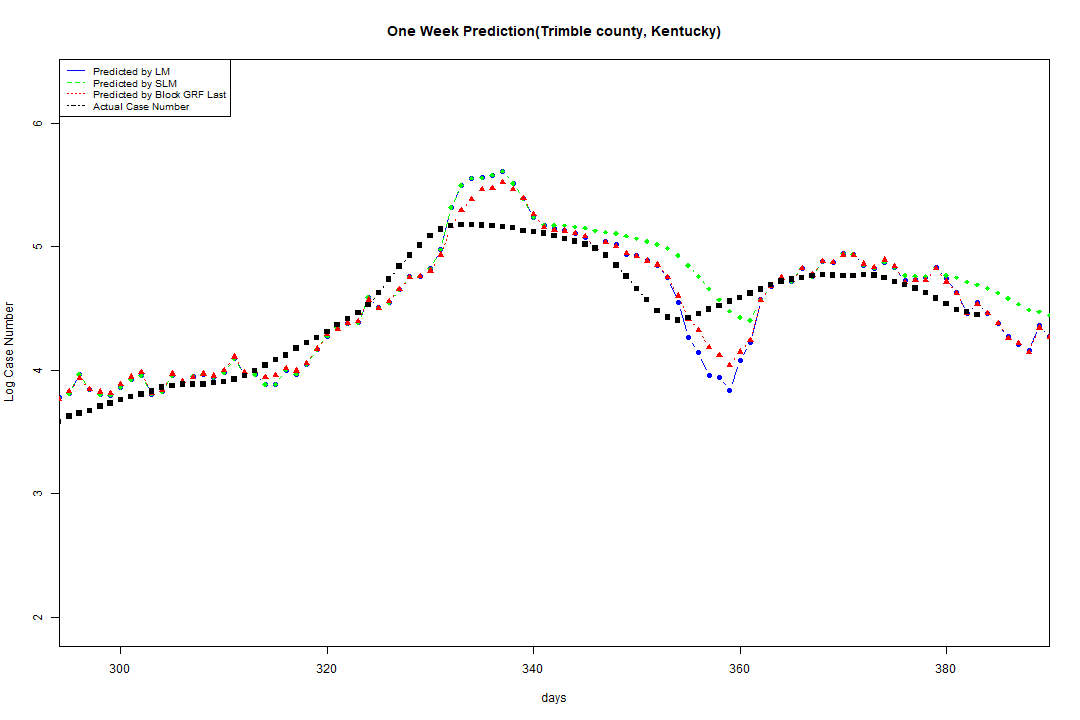 One Week Prediction(Trimble county, Kentucky)
Predicted by LM
Predicted by SLM
Predicted by Block GRF Last
Actual Case Number
6
5
4
3
2
Log Case Number
300 320 340 360 380
days